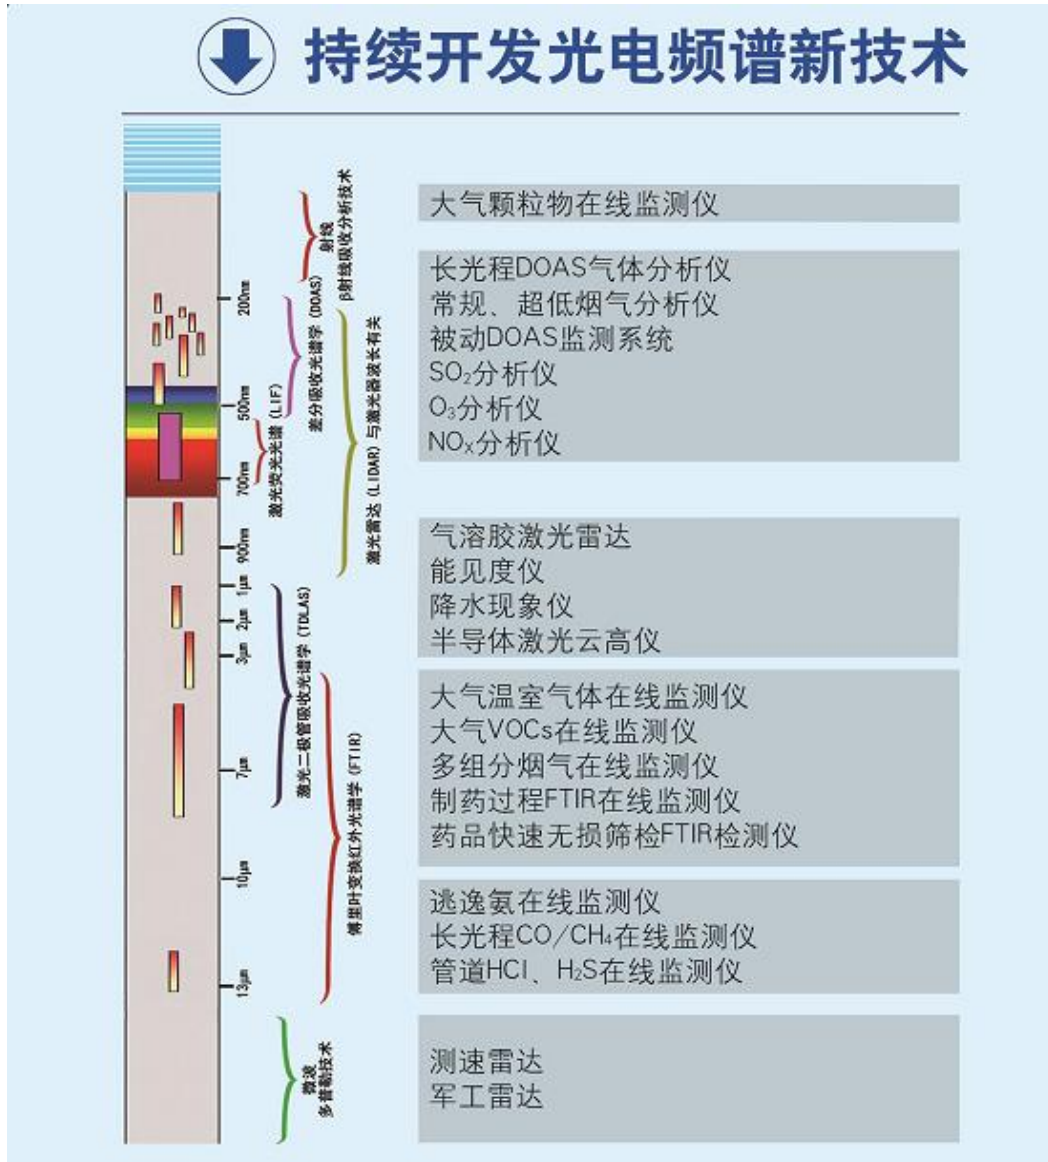 持续开发光电频谱新技术
200nm
500nm
700nm
900nm
1μm
2μm
3μm
7μm
10μm
13μm
射线
β射线吸收分析技术
差分吸收光谱学(DOAS)
激光荧光光谱(LIF)
激光雷达(LIDAR)与激光器波长有关
激光二极管吸收光谱学(TDLAS)
傅里叶变换红外光谱学(FTIR)
微波
多普勒技术
大气颗粒物在线监测仪
长光程DOAS气体分析仪
常规、超低烟气分析仪
被动DOAS监测系统
SO₂分析仪
O₃分析仪
NOₓ分析仪
气溶胶激光雷达
能见度仪
降水现象仪
半导体激光云高仪
大气温室气体在线监测仪
大气VOCs在线监测仪
多组分烟气在线监测仪
制药过程FTIR在线监测仪
药品快速无损筛检FTIR检测仪
逃逸氨在线监测仪
长光程CO/CH₄在线监测仪
管道HCl、H₂S在线监测仪
测速雷达
军工雷达